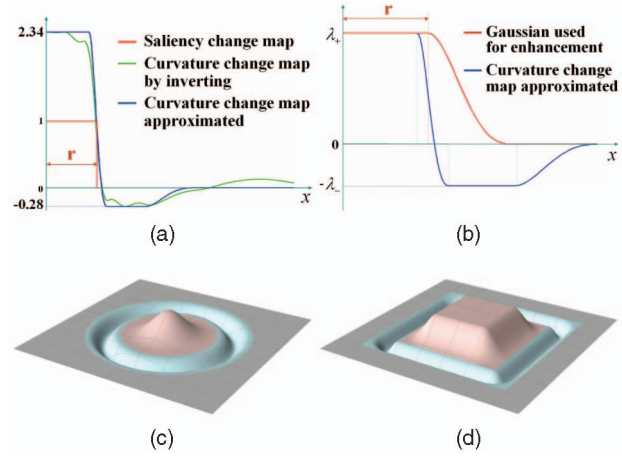 2.34
Saliency change map
Curvature change map
by inverting
Curvature change map
approximated
1
r
0
-0.28
x
(a)
r
λ+
Gaussian used
for enhancement
Curvature change
map approximated
0
-λ-
x
(b)
(c)
(d)